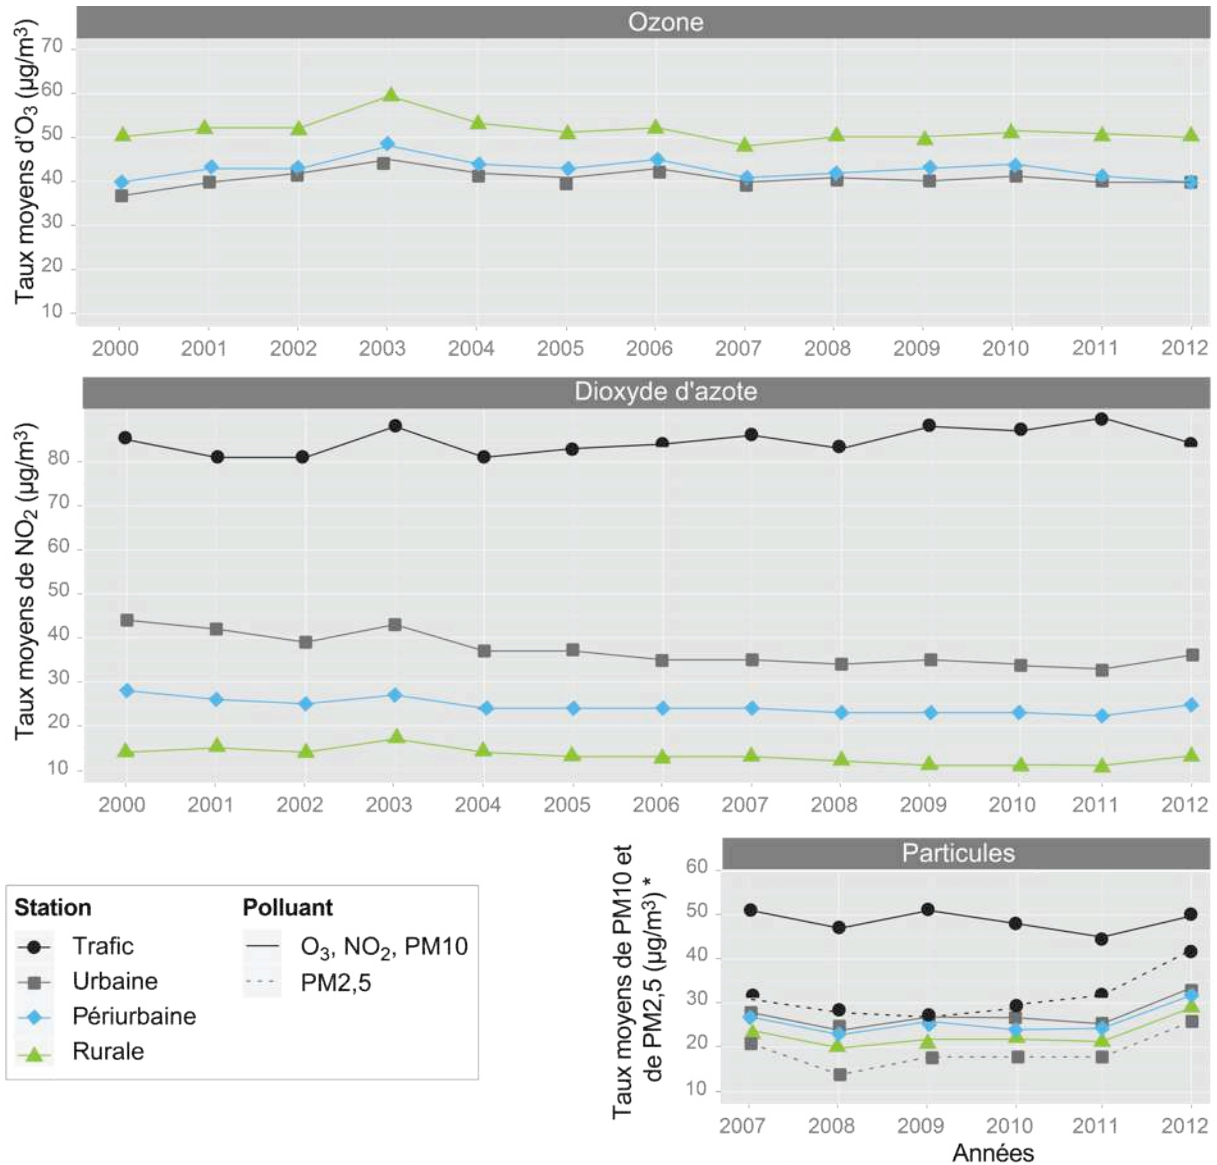 Ozone
Taux moyens d'O₃ (µg/m³)
70
60
50
40
30
20
10
2000 2001 2002 2003 2004 2005 2006 2007 2008 2009 2010 2011 2012
Dioxyde d'azote
Taux moyens de NO₂ (µg/m³)
80
70
60
50
40
30
20
10
2000 2001 2002 2003 2004 2005 2006 2007 2008 2009 2010 2011 2012
Station
Trafic
Urbaine
Périurbaine
Rurale
Polluant
O₃, NO₂, PM10
PM2,5
Particules
Taux moyens de PM10 et
de PM2,5 (µg/m³) *
60
50
40
30
20
10
2007 2008 2009 2010 2011 2012
Années